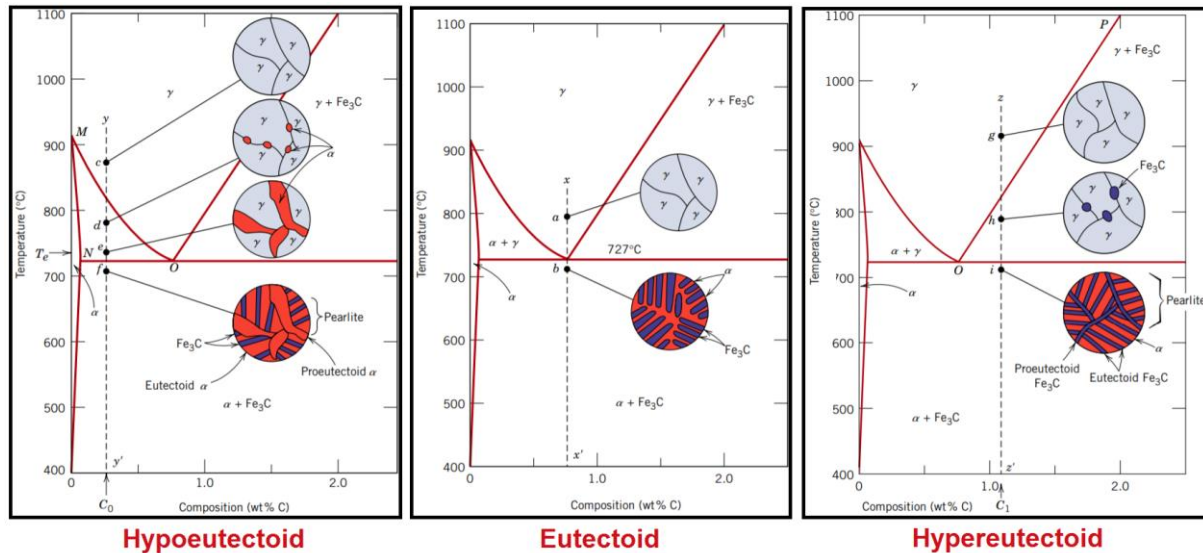 1100
1000
900
800
700
600
500
400
Temperature (°C)
T_e
γ
γ
γ
γ
γ
γ + Fe₃C
M
y
c
γ
γ
γ
γ
γ
α
d
γ
γ
γ
N
e
O
f
α
Pearlite
Fe₃C
Proeutectoid α
Eutectoid α
α + Fe₃C
y'
0
1.0
2.0
Composition (wt% C)
C₀
Hypoeutectoid
1100
1000
900
800
700
600
500
400
Temperature (°C)
γ
γ + Fe₃C
x
γ
γ
γ
γ
a
α + γ
727°C
b
α
α
Fe₃C
α + Fe₃C
x'
0
1.0
2.0
Composition (wt% C)
Eutectoid
1100
1000
900
800
700
600
500
400
Temperature (°C)
P
γ
γ + Fe₃C
z
g
γ
γ
γ
γ
Fe₃C
h
γ
γ
γ
γ
α + γ
O
i
α
Pearlite
α
Proeutectoid
Fe₃C
Eutectoid Fe₃C
α + Fe₃C
z'
0
1.0
2.0
Composition (wt% C)
C₁
Hypereutectoid